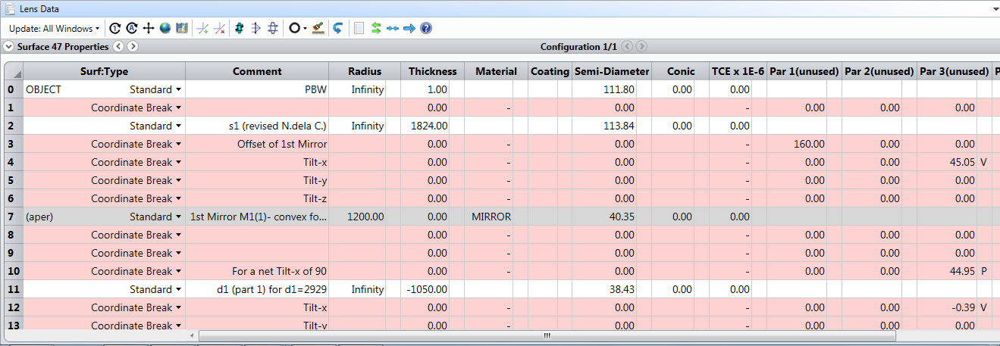 Lens Data
Update: All Windows
Surface 47 Properties Configuration 1/1
Surf:Type Comment Radius Thickness Material Coating Semi-Diameter Conic TCE x 1E-6 Par 1(unused) Par 2(unused) Par 3(unused)
0 OBJECT Standard PBW Infinity 1.00 111.80 0.00 0.00
1 Coordinate Break 0.00 - 0.00 - 0.00 0.00 0.00
2 Standard s1 (revised N.dela C.) Infinity 1824.00 113.84 0.00 0.00
3 Coordinate Break Offset of 1st Mirror 0.00 - 0.00 - 160.00 0.00 0.00
4 Coordinate Break Tilt-x 0.00 - 0.00 - 0.00 0.00 45.05 V
5 Coordinate Break Tilt-y 0.00 - 0.00 - 0.00 0.00 0.00
6 Coordinate Break Tilt-z 0.00 - 0.00 - 0.00 0.00 0.00
7 (aper) Standard 1st Mirror M1(1)- convex fo... 1200.00 0.00 MIRROR 40.35 0.00 0.00
8 Coordinate Break 0.00 - 0.00 - 0.00 0.00 0.00
9 Coordinate Break 0.00 - 0.00 - 0.00 0.00 0.00
10 Coordinate Break For a net Tilt-x of 90 0.00 - 0.00 - 0.00 0.00 44.95 P
11 Standard d1 (part 1) for d1=2929 Infinity -1050.00 38.43 0.00 0.00
12 Coordinate Break Tilt-x 0.00 - 0.00 - 0.00 0.00 -0.39 V
13 Coordinate Break Tilt-y 0.00 - 0.00 - 0.00 0.00 0.00